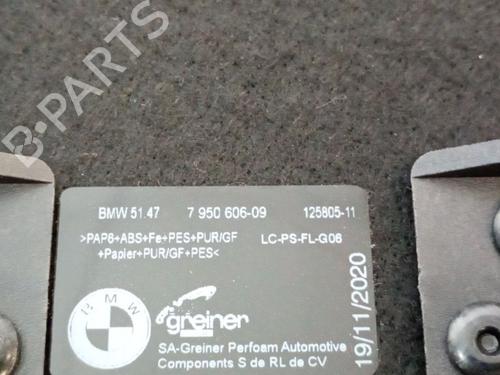 B-PARTS
BMW 51.47 7 950 606-09 125805-11
>PAP6+ABS+Fe+PES+PUR/GF LC-PS-FL-G06
+Papier+PUR/GF+PES<
BMW
greiner
19/11/2020
SA-Greiner Perfoam Automotive
Components S de RL de CV